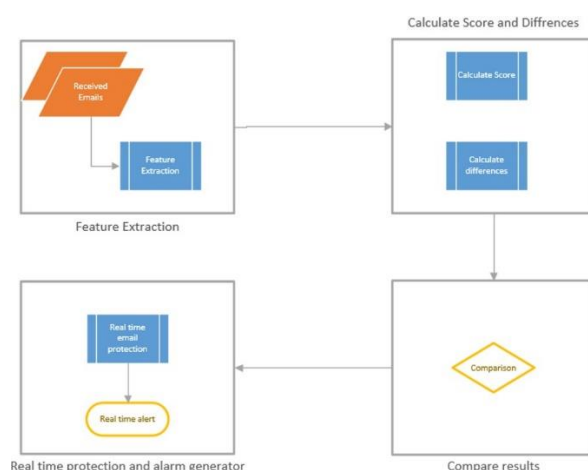 Calculate Score and Diffrences
Received
Emails
Feature
Extraction
Calculate Score
Calculate
differences
Feature Extraction
Real time
email
protection
Real time alert
Comparison
Real time protection and alarm generator
Compare results